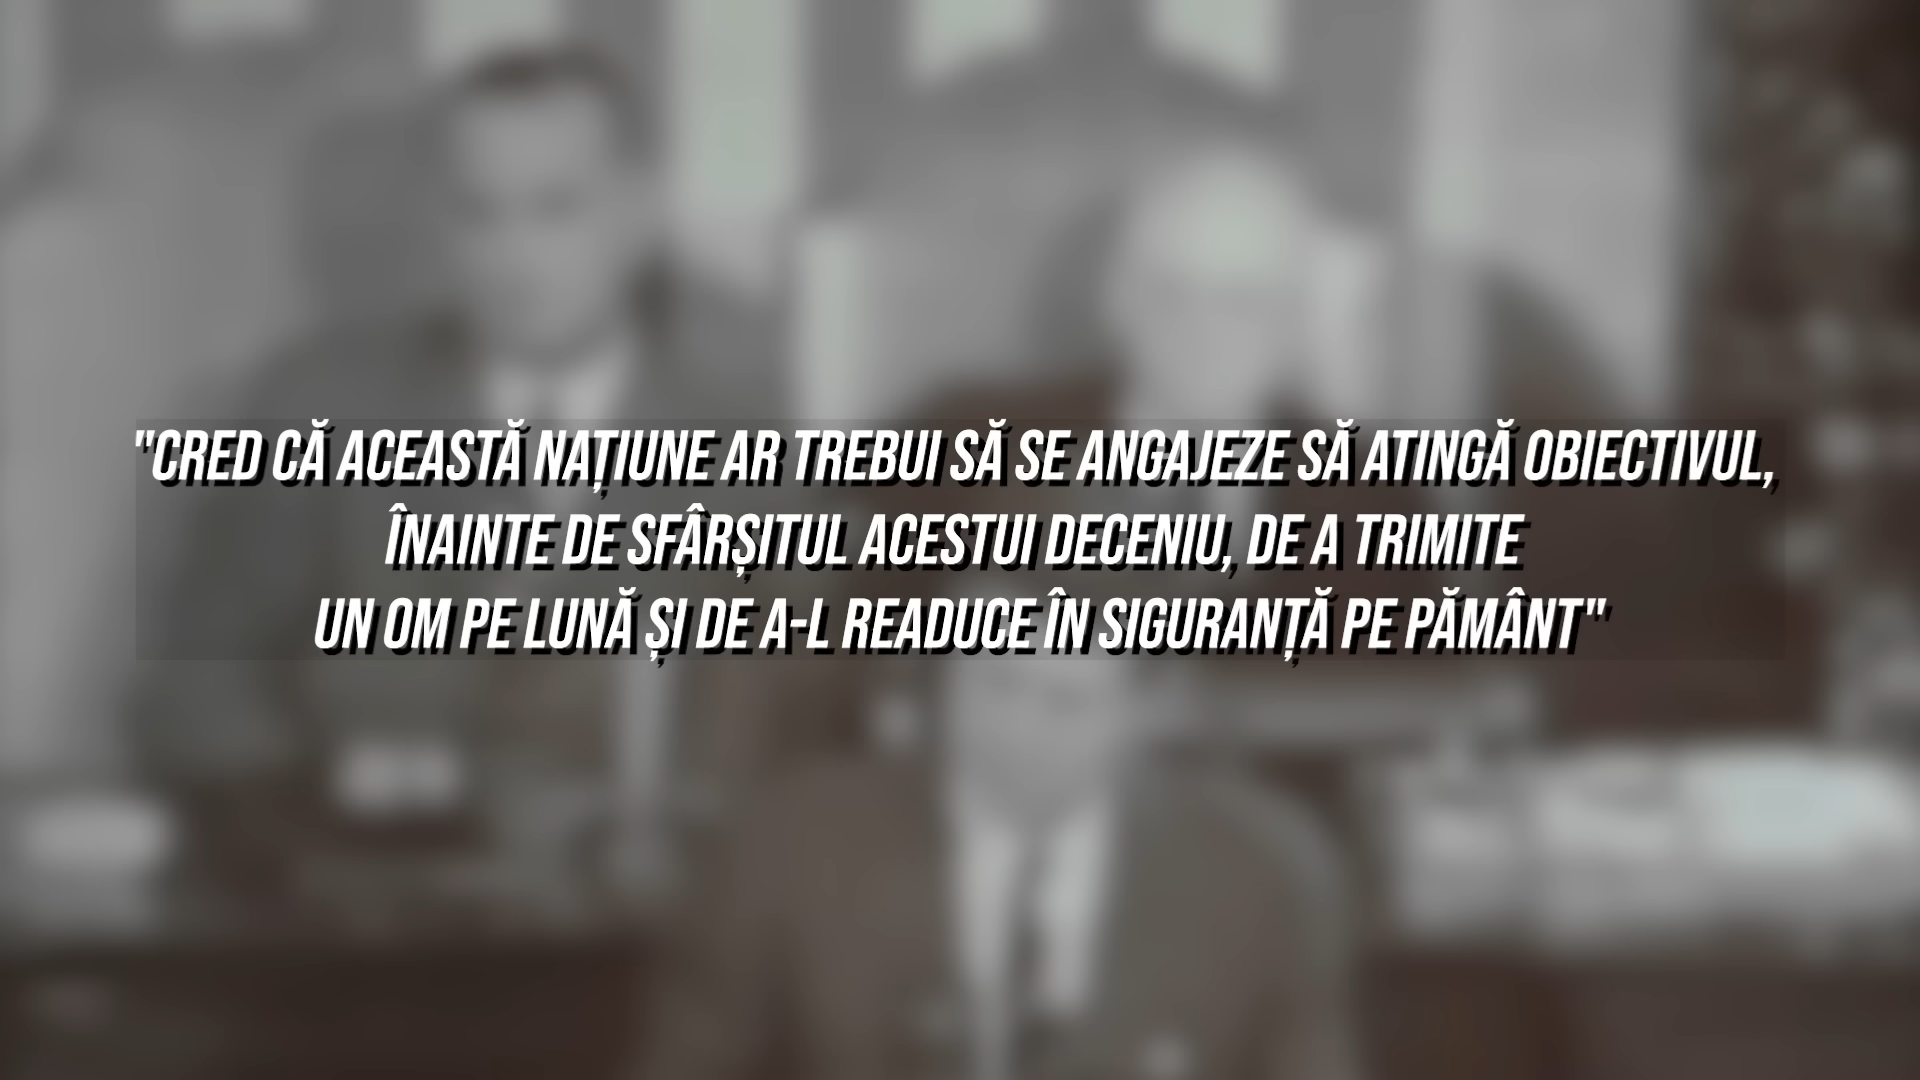 "CRED CĂ ACEASTĂ NAȚIUNE AR TREBUI SĂ SE ANGAJEZE SĂ ATINGĂ OBIECTIVUL,
ÎNAINTE DE SFÂRȘITUL ACESTUI DECENIU, DE A TRIMITE
UN OM PE LUNĂ ȘI DE A-L READUCE ÎN SIGURANȚĂ PE PĂMÂNT"